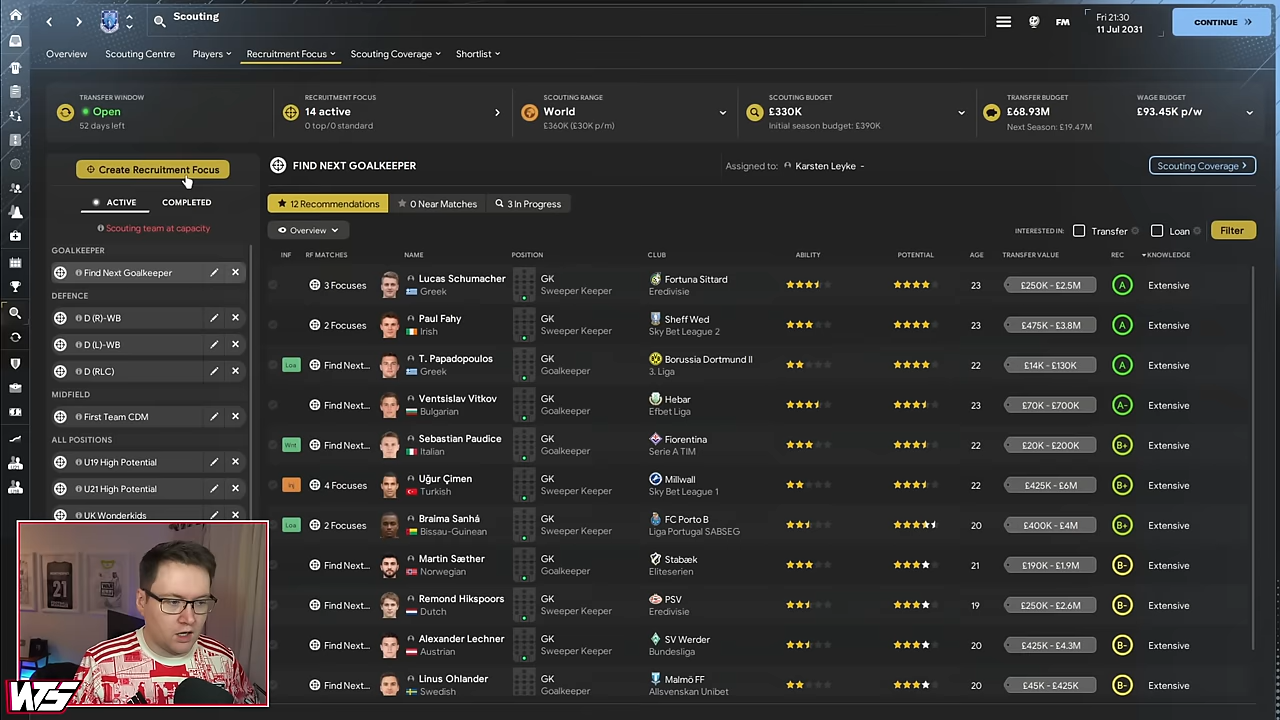 Scouting
FM
Fri 21:30
11 Jul 2031
CONTINUE
Overview
Scouting Centre
Players
Recruitment Focus
Scouting Coverage
Shortlist
TRANSFER WINDOW
Open
52 days left
RECRUITMENT FOCUS
14 active
0 top/0 standard
SCOUTING RANGE
World
£360K (£30K p/m)
SCOUTING BUDGET
£330K
Initial season budget: £390K
TRANSFER BUDGET
£68.93M
Next Season: £19.47M
WAGE BUDGET
£93.45K p/w
Create Recruitment Focus
ACTIVE
COMPLETED
Scouting team at capacity
GOALKEEPER
Find Next Goalkeeper
DEFENCE
D (R)-WB
D (L)-WB
D (RLC)
MIDFIELD
First Team CDM
ALL POSITIONS
U19 High Potential
U21 High Potential
UK Wonderkids
FIND NEXT GOALKEEPER
Assigned to: Karsten Leyke -
Scouting Coverage >
12 Recommendations
0 Near Matches
3 In Progress
Overview
INTERESTED IN: Transfer Loan
Filter
INF RF MATCHES NAME POSITION CLUB ABILITY POTENTIAL AGE TRANSFER VALUE REC KNOWLEDGE
3 Focuses Lucas Schumacher GK Fortuna Sittard 23 £250K - £2.5M A Extensive
Greek Sweeper Keeper Eredivisie
2 Focuses Paul Fahy GK Sheff Wed 23 £475K - £3.8M A Extensive
Irish Sweeper Keeper Sky Bet League 2
Loa Find Next... T. Papadopoulos GK Borussia Dortmund II 22 £14K - £130K A Extensive
Greek Goalkeeper 3. Liga
Find Next... Ventsislav Vitkov GK Hebar 23 £70K - £700K A- Extensive
Bulgarian Goalkeeper Efbet Liga
Wnt Find Next... Sebastian Paudice GK Fiorentina 22 £20K - £200K B+ Extensive
Italian Sweeper Keeper Serie A TIM
Inj 4 Focuses Uğur Çimen GK Millwall 22 £425K - £6M B+ Extensive
Turkish Sweeper Keeper Sky Bet League 1
Loa 2 Focuses Braima Sanhá GK FC Porto B 20 £400K - £4M B+ Extensive
Bissau-Guinean Sweeper Keeper Liga Portugal SABSEG
Find Next... Martin Sæther GK Stabæk 21 £190K - £1.9M B- Extensive
Norwegian Goalkeeper Eliteserien
Find Next... Remond Hikspoors GK PSV 19 £250K - £2.6M B- Extensive
Dutch Sweeper Keeper Eredivisie
Find Next... Alexander Lechner GK SV Werder 20 £425K - £4.3M B- Extensive
Austrian Sweeper Keeper Bundesliga
Find Next... Linus Ohlander GK Malmö FF 20 £45K - £425K B- Extensive
Swedish Sweeper Keeper Allsvenskan Unibet
21
WTS